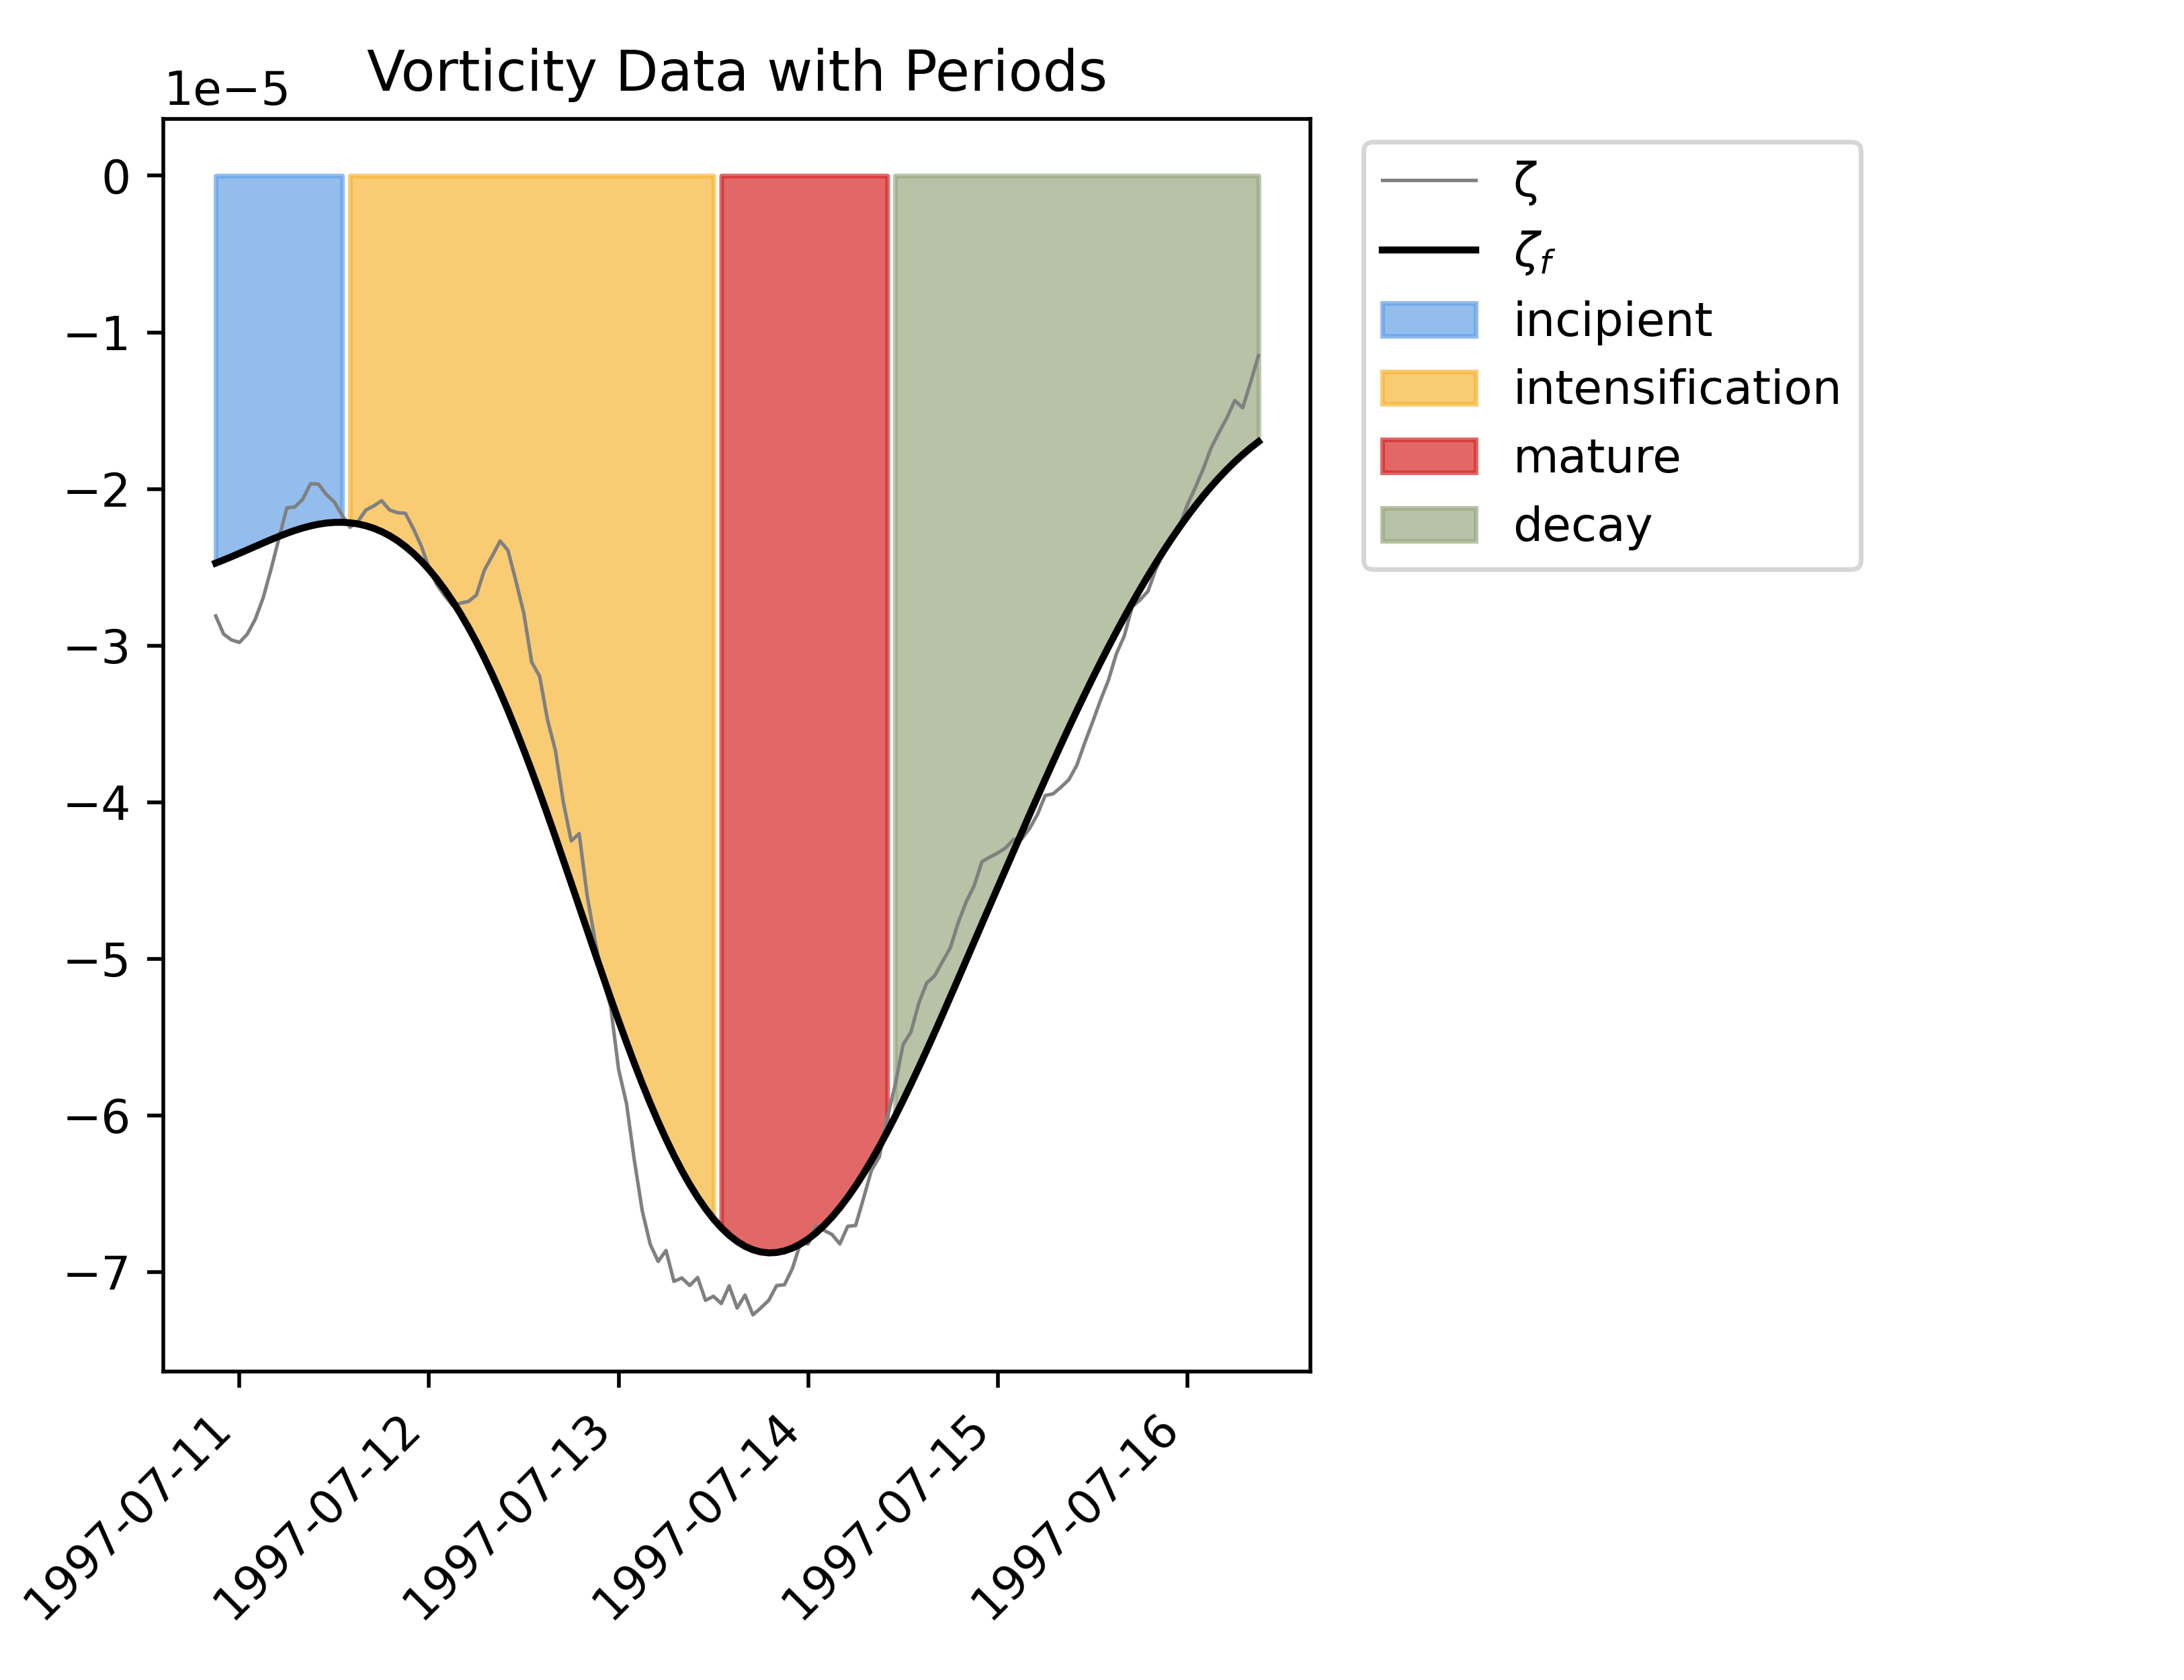 Vorticity Data with Periods
1e−5
0
−1
−2
−3
−4
−5
−6
−7
1997-07-11
1997-07-12
1997-07-13
1997-07-14
1997-07-15
1997-07-16
ζ
ζf
incipient
intensification
mature
decay